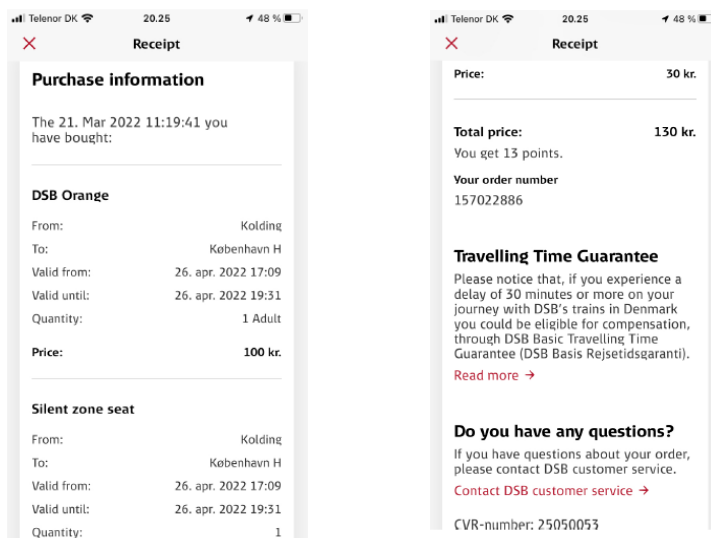 Telenor DK 20.25 48 %
Receipt
Purchase information
The 21. Mar 2022 11:19:41 you
have bought:
DSB Orange
From: Kolding
To: København H
Valid from: 26. apr. 2022 17:09
Valid until: 26. apr. 2022 19:31
Quantity: 1 Adult
Price: 100 kr.
Silent zone seat
From: Kolding
To: København H
Valid from: 26. apr. 2022 17:09
Valid until: 26. apr. 2022 19:31
Quantity: 1
Telenor DK 20.25 48 %
Receipt
Price: 30 kr.
Total price: 130 kr.
You get 13 points.
Your order number
157022886
Travelling Time Guarantee
Please notice that, if you experience a
delay of 30 minutes or more on your
journey with DSB's trains in Denmark
you could be eligible for compensation,
through DSB Basic Travelling Time
Guarantee (DSB Basis Rejsetidsgaranti).
Read more →
Do you have any questions?
If you have questions about your order,
please contact DSB customer service.
Contact DSB customer service →
CVR-number: 25050053